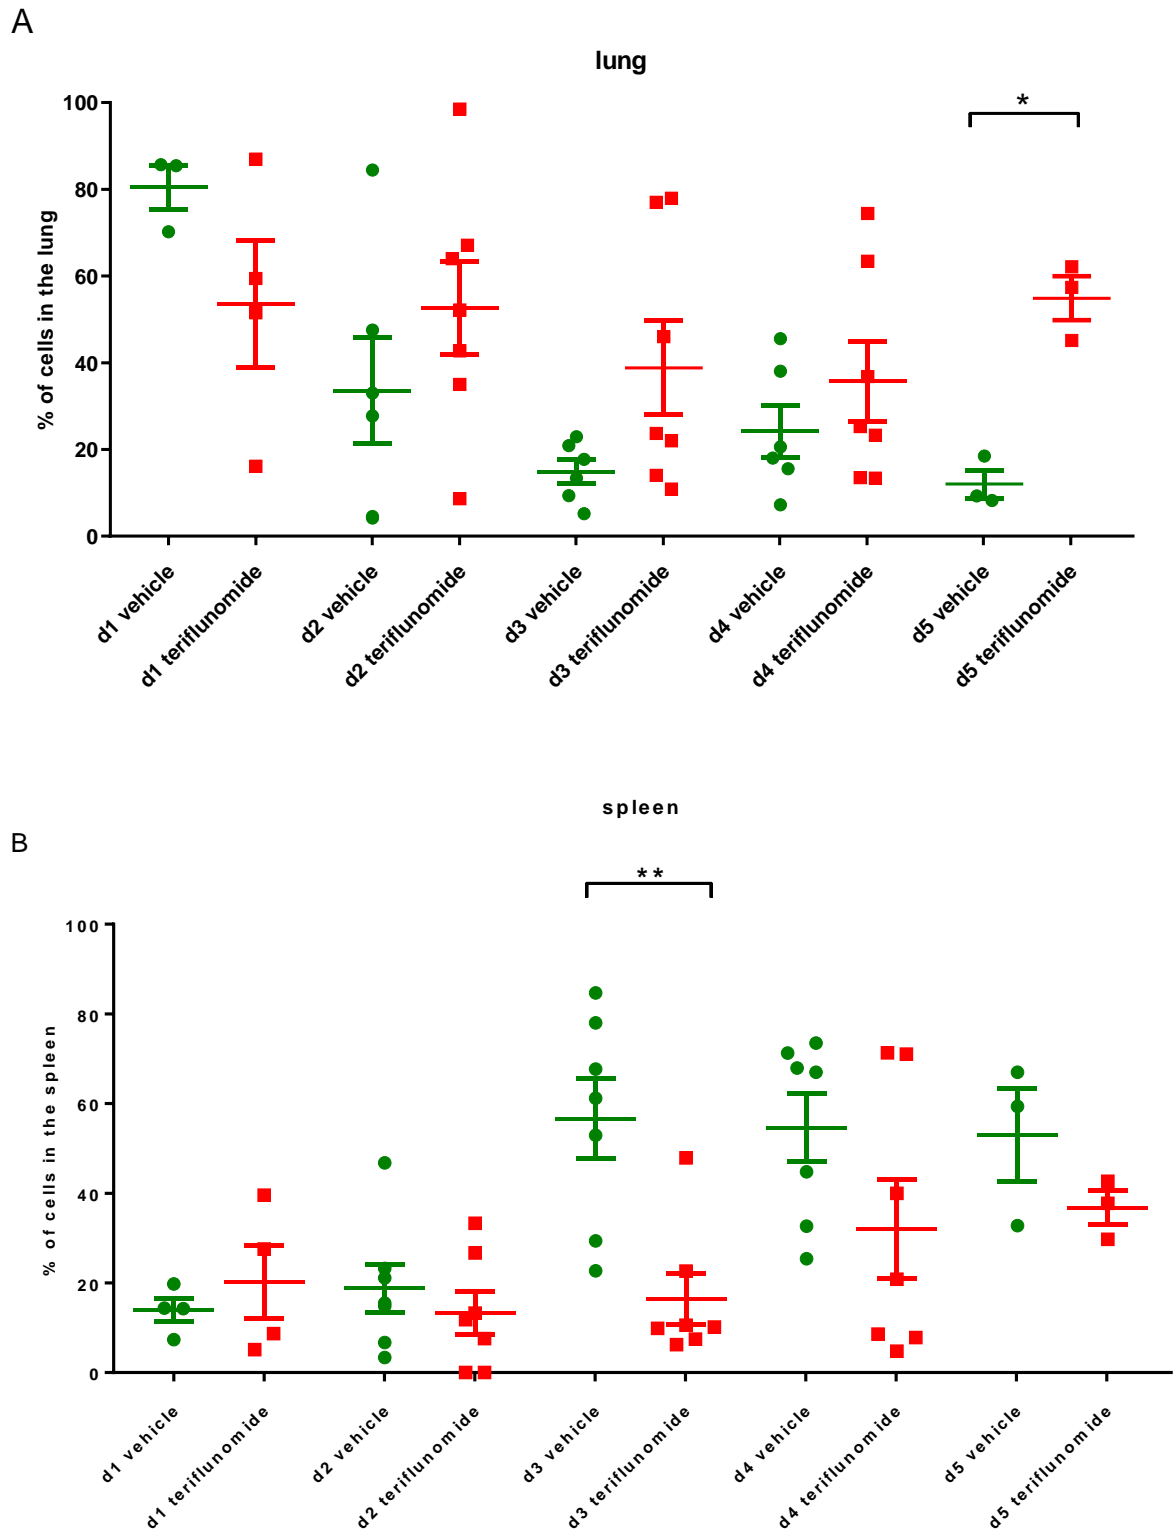 A
lung
*
% of cells in the lung
100
80
60
40
20
0
d1 vehicle
d1 teriflunomide
d2 vehicle
d2 teriflunomide
d3 vehicle
d3 teriflunomide
d4 vehicle
d4 teriflunomide
d5 vehicle
d5 teriflunomide
spleen
B
**
% of cells in the spleen
100
80
60
40
20
0
d1 vehicle
d1 teriflunomide
d2 vehicle
d2 teriflunomide
d3 vehicle
d3 teriflunomide
d4 vehicle
d4 teriflunomide
d5 vehicle
d5 teriflunomide